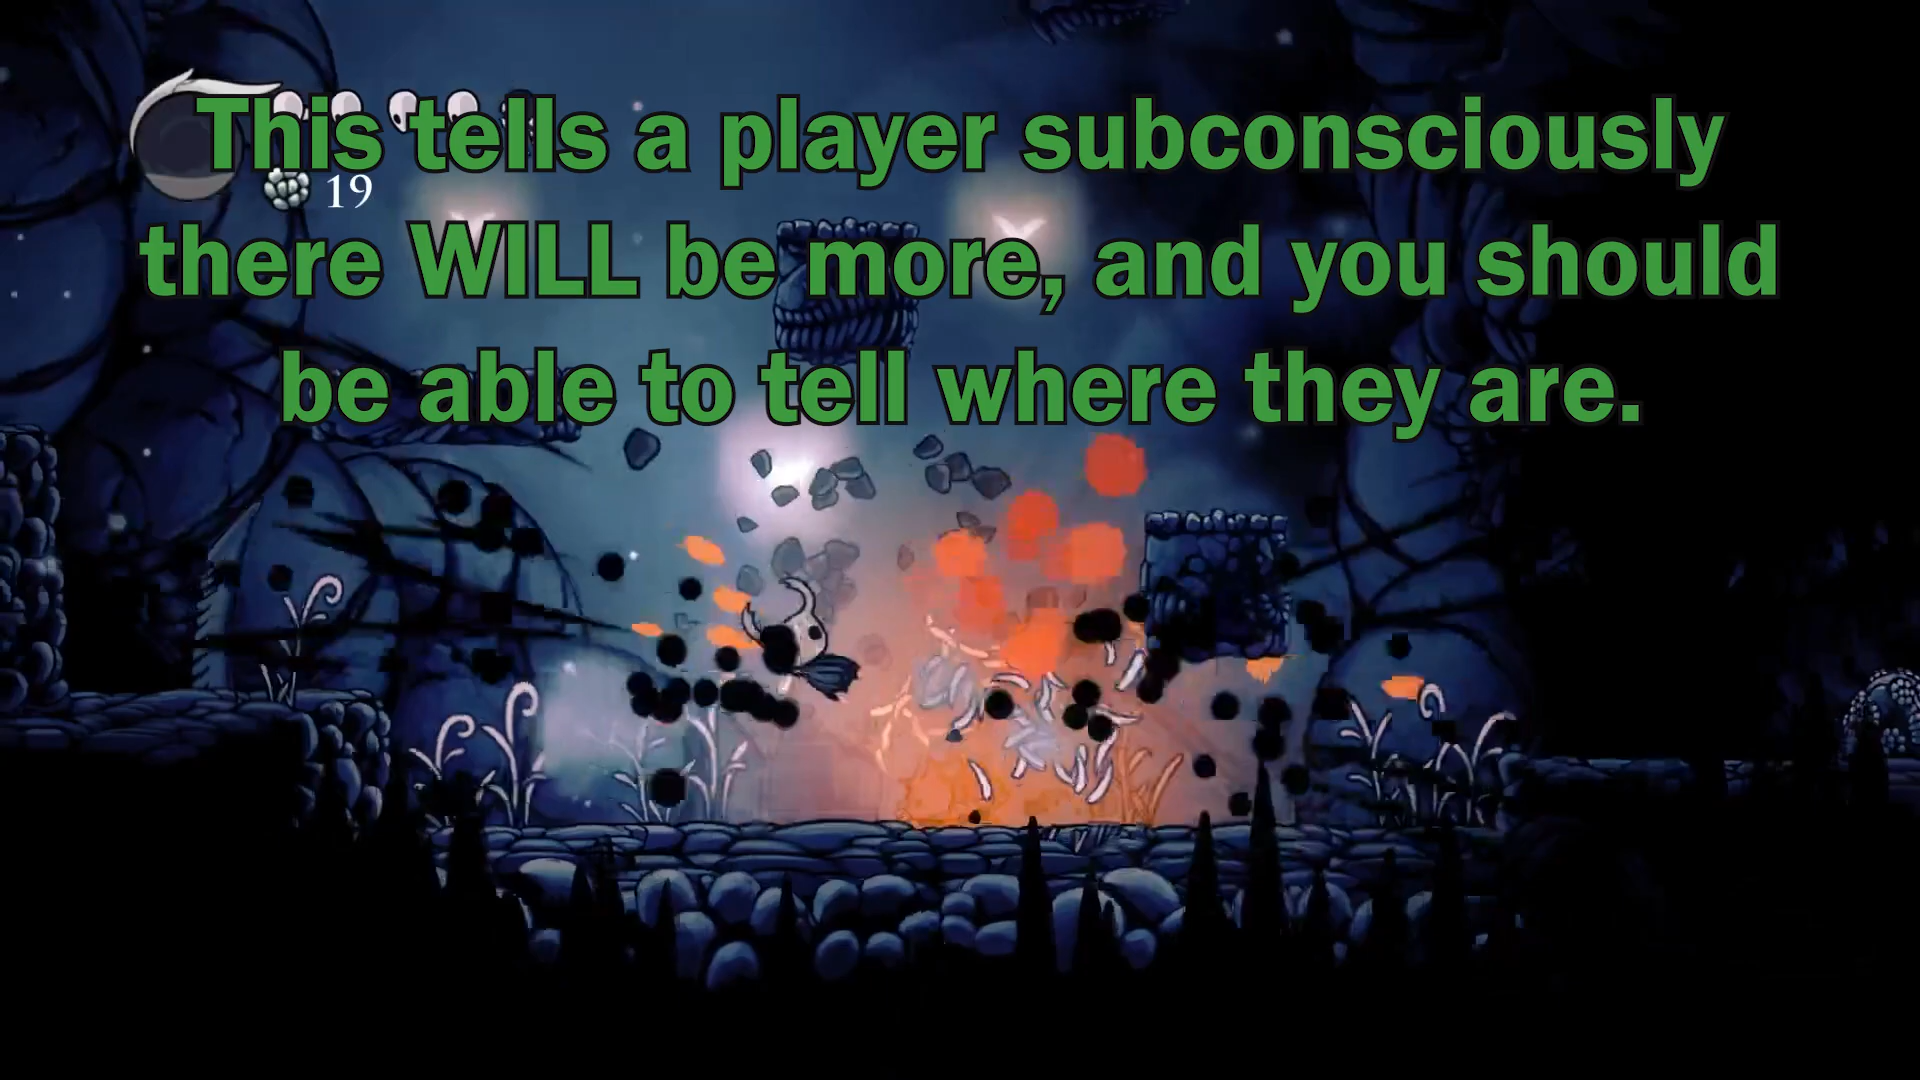 This tells a player subconsciously
19
there WILL be more, and you should
be able to tell where they are.